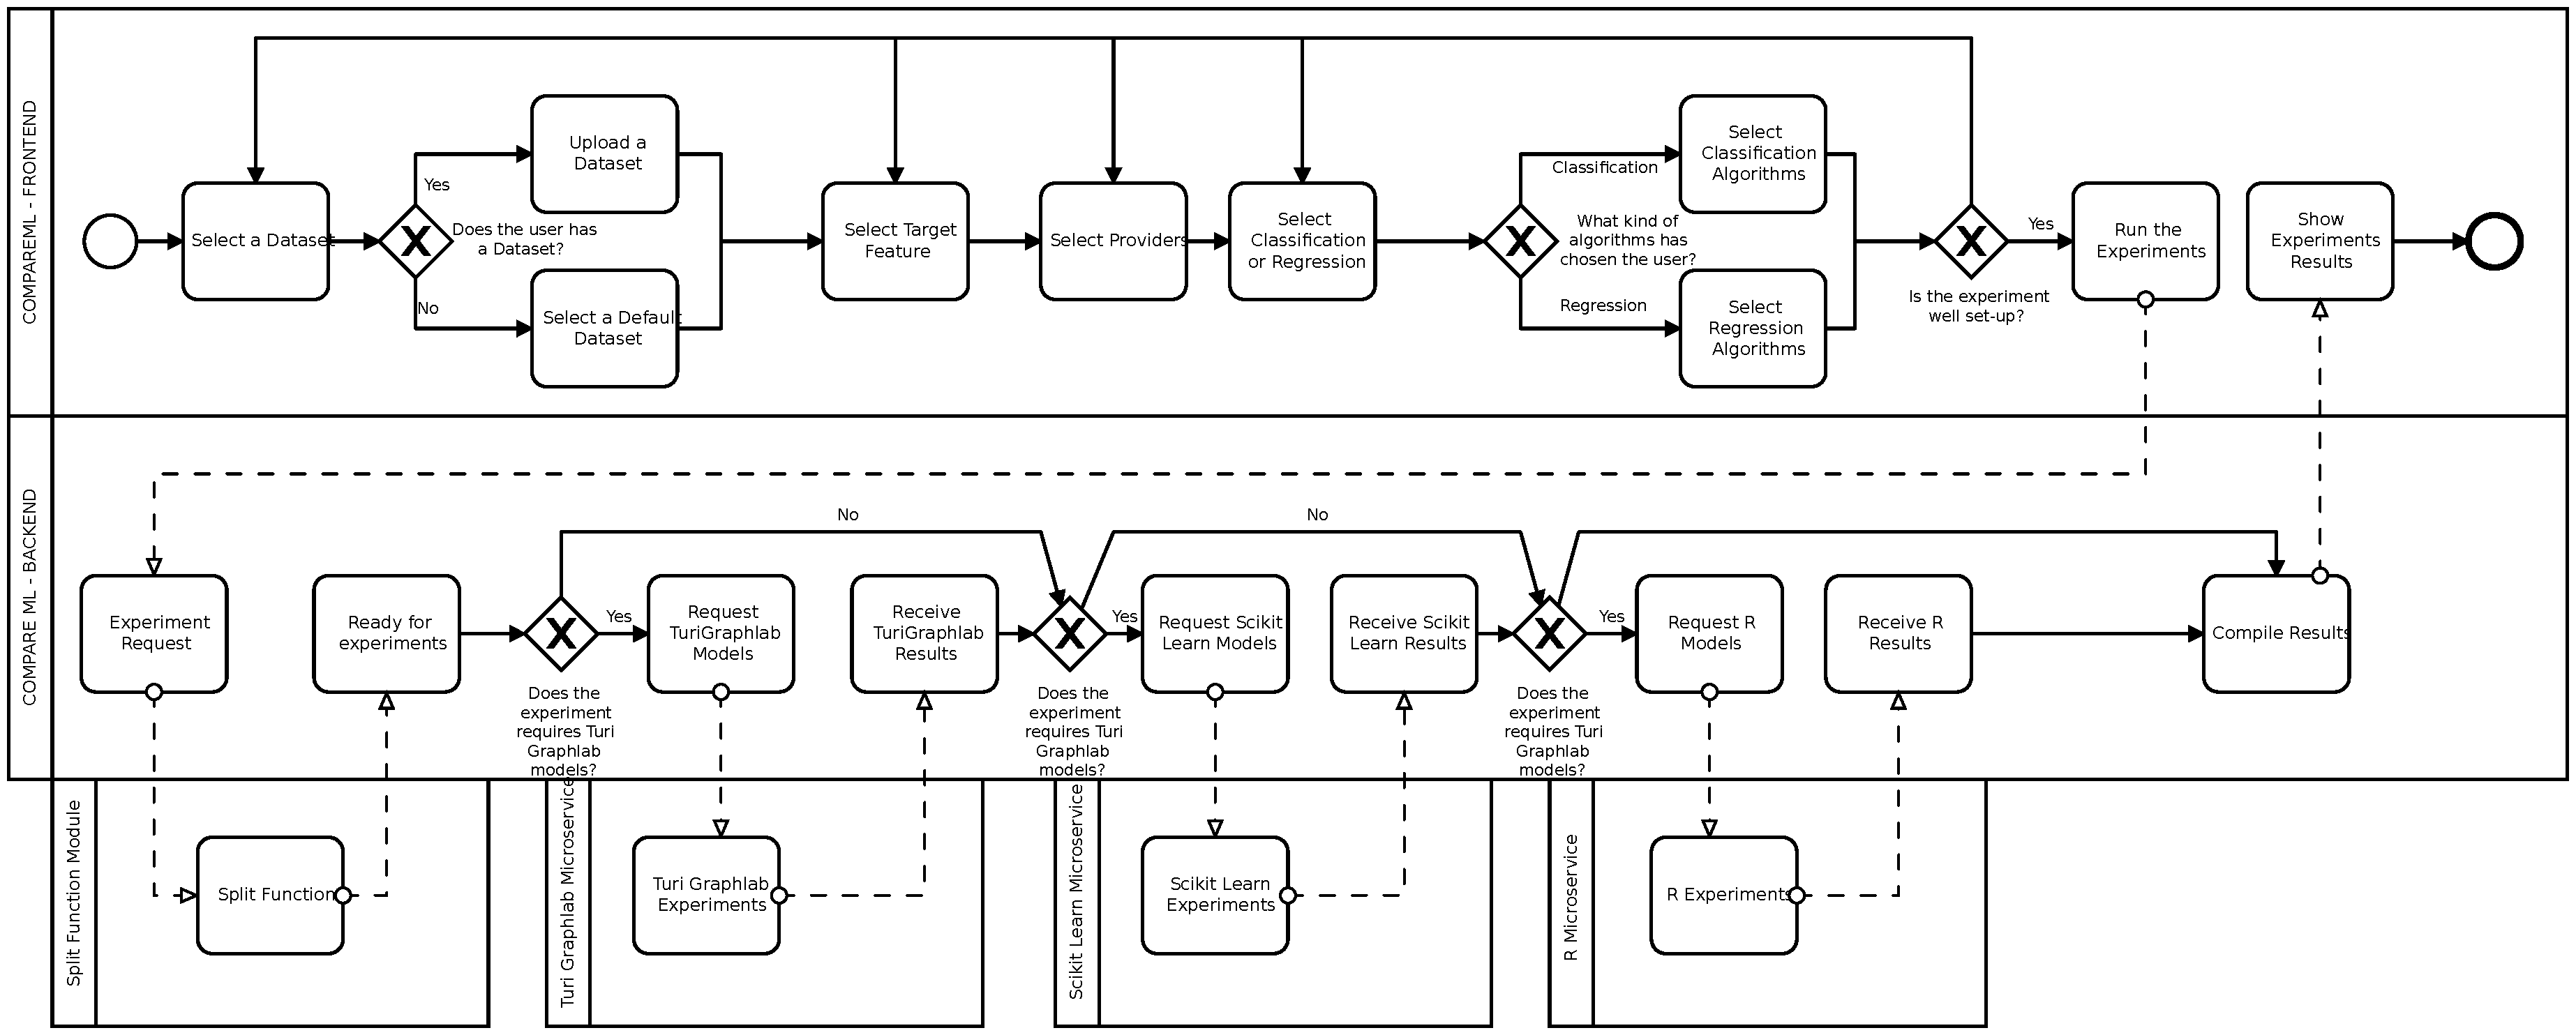 COMPAREML - FRONTEND
Select a Dataset
Yes
No
Does the user has
a Dataset?
Upload a
Dataset
Select a Default
Dataset
Select Target
Feature
Select Providers
Select
Classification
or Regression
Classification
Regression
What kind of
algorithms has
chosen the user?
Select
Classification
Algorithms
Select
Regression
Algorithms
Is the experiment
well set-up?
Yes
Run the
Experiments
Show
Experiments
Results
COMPARE ML - BACKEND
Experiment
Request
Ready for
experiments
No
Yes
Does the
experiment
requires Turi
Graphlab
models?
Request
TuriGraphlab
Models
Receive
TuriGraphlab
Results
No
Yes
Does the
experiment
requires Turi
Graphlab
models?
Request Scikit
Learn Models
Receive Scikit
Learn Results
Yes
Does the
experiment
requires Turi
Graphlab
models?
Request R
Models
Receive R
Results
Compile Results
Split Function Module
Split Function
Turi Graphlab Microservice
Turi Graphlab
Experiments
Scikit Learn Microservice
Scikit Learn
Experiments
R Microservice
R Experiments